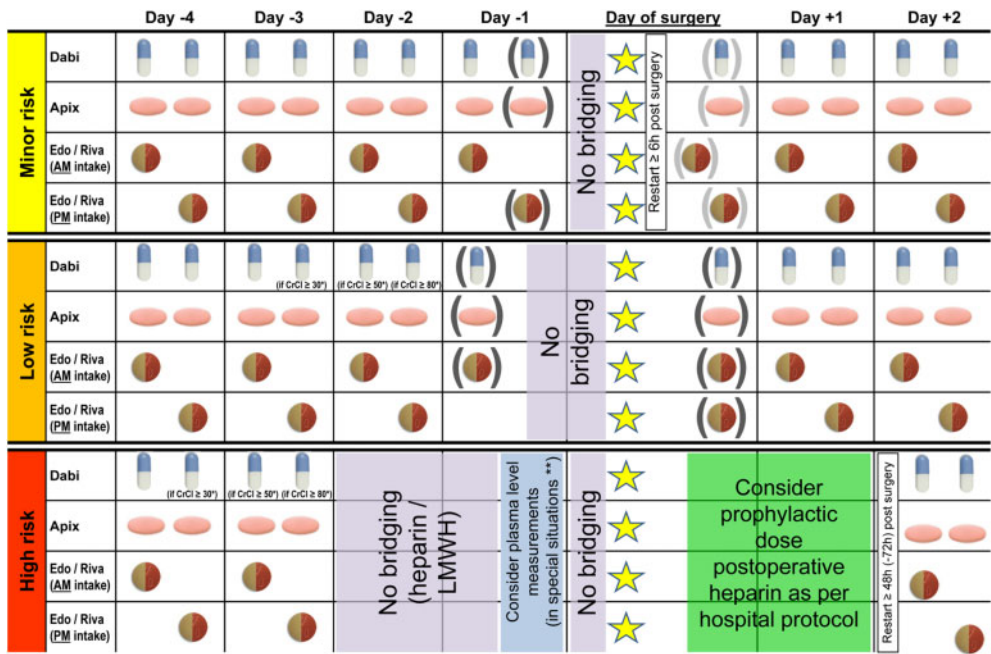 Day -4 Day -3 Day -2 Day -1 Day of surgery Day +1 Day +2
Minor risk
Dabi
Apix
Edo / Riva
(AM intake)
Edo / Riva
(PM intake)
No bridging
Restart ≥ 6h post surgery
Low risk
Dabi
(if CrCl ≥ 30*) (if CrCl ≥ 50*) (if CrCl ≥ 80*)
Apix
Edo / Riva
(AM intake)
Edo / Riva
(PM intake)
No
bridging
High risk
Dabi
(if CrCl ≥ 30*) (if CrCl ≥ 50*) (if CrCl ≥ 80*)
Apix
Edo / Riva
(AM intake)
Edo / Riva
(PM intake)
No bridging
(heparin /
LMWH)
Consider plasma level
measurements
(in special situations **)
No bridging
Consider
prophylactic
dose
postoperative
heparin as per
hospital protocol
Restart ≥ 48h (-72h) post surgery